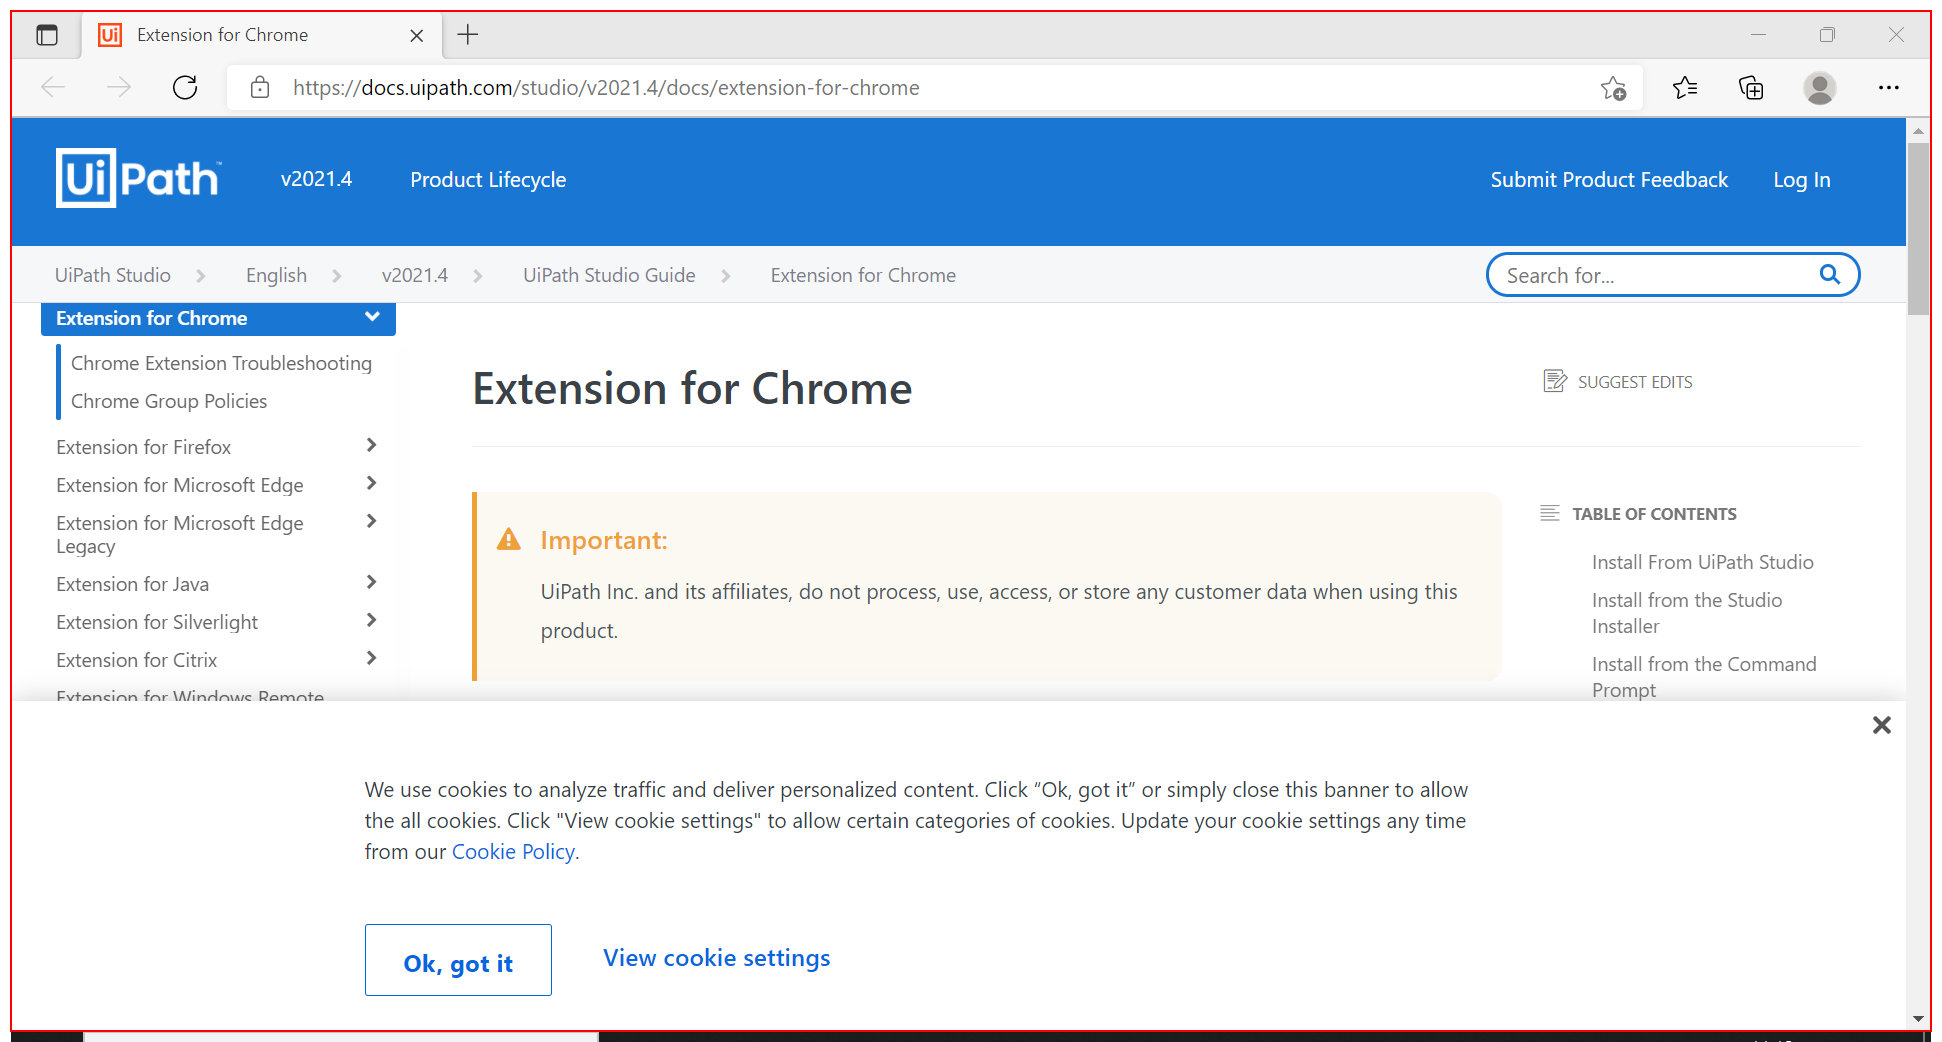 Extension for Chrome
https://docs.uipath.com/studio/v2021.4/docs/extension-for-chrome
UiPath™ v2021.4 Product Lifecycle Submit Product Feedback Log In
UiPath Studio English v2021.4 UiPath Studio Guide Extension for Chrome Search for...
Extension for Chrome
Chrome Extension Troubleshooting
Chrome Group Policies
Extension for Firefox
Extension for Microsoft Edge
Extension for Microsoft Edge
Legacy
Extension for Java
Extension for Silverlight
Extension for Citrix
Extension for Windows Remote
Extension for Chrome
SUGGEST EDITS
Important:
UiPath Inc. and its affiliates, do not process, use, access, or store any customer data when using this
product.
TABLE OF CONTENTS
Install From UiPath Studio
Install from the Studio
Installer
Install from the Command
Prompt
We use cookies to analyze traffic and deliver personalized content. Click “Ok, got it” or simply close this banner to allow
the all cookies. Click "View cookie settings" to allow certain categories of cookies. Update your cookie settings any time
from our Cookie Policy.
Ok, got it View cookie settings